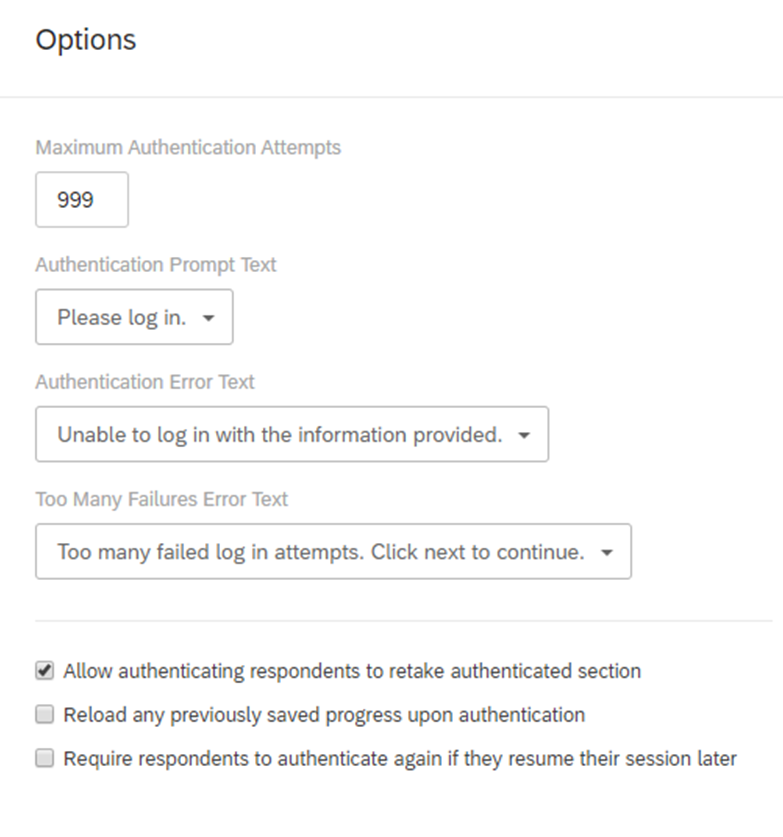 Options
Maximum Authentication Attempts
999
Authentication Prompt Text
Please log in.
Authentication Error Text
Unable to log in with the information provided.
Too Many Failures Error Text
Too many failed log in attempts. Click next to continue.
Allow authenticating respondents to retake authenticated section
Reload any previously saved progress upon authentication
Require respondents to authenticate again if they resume their session later